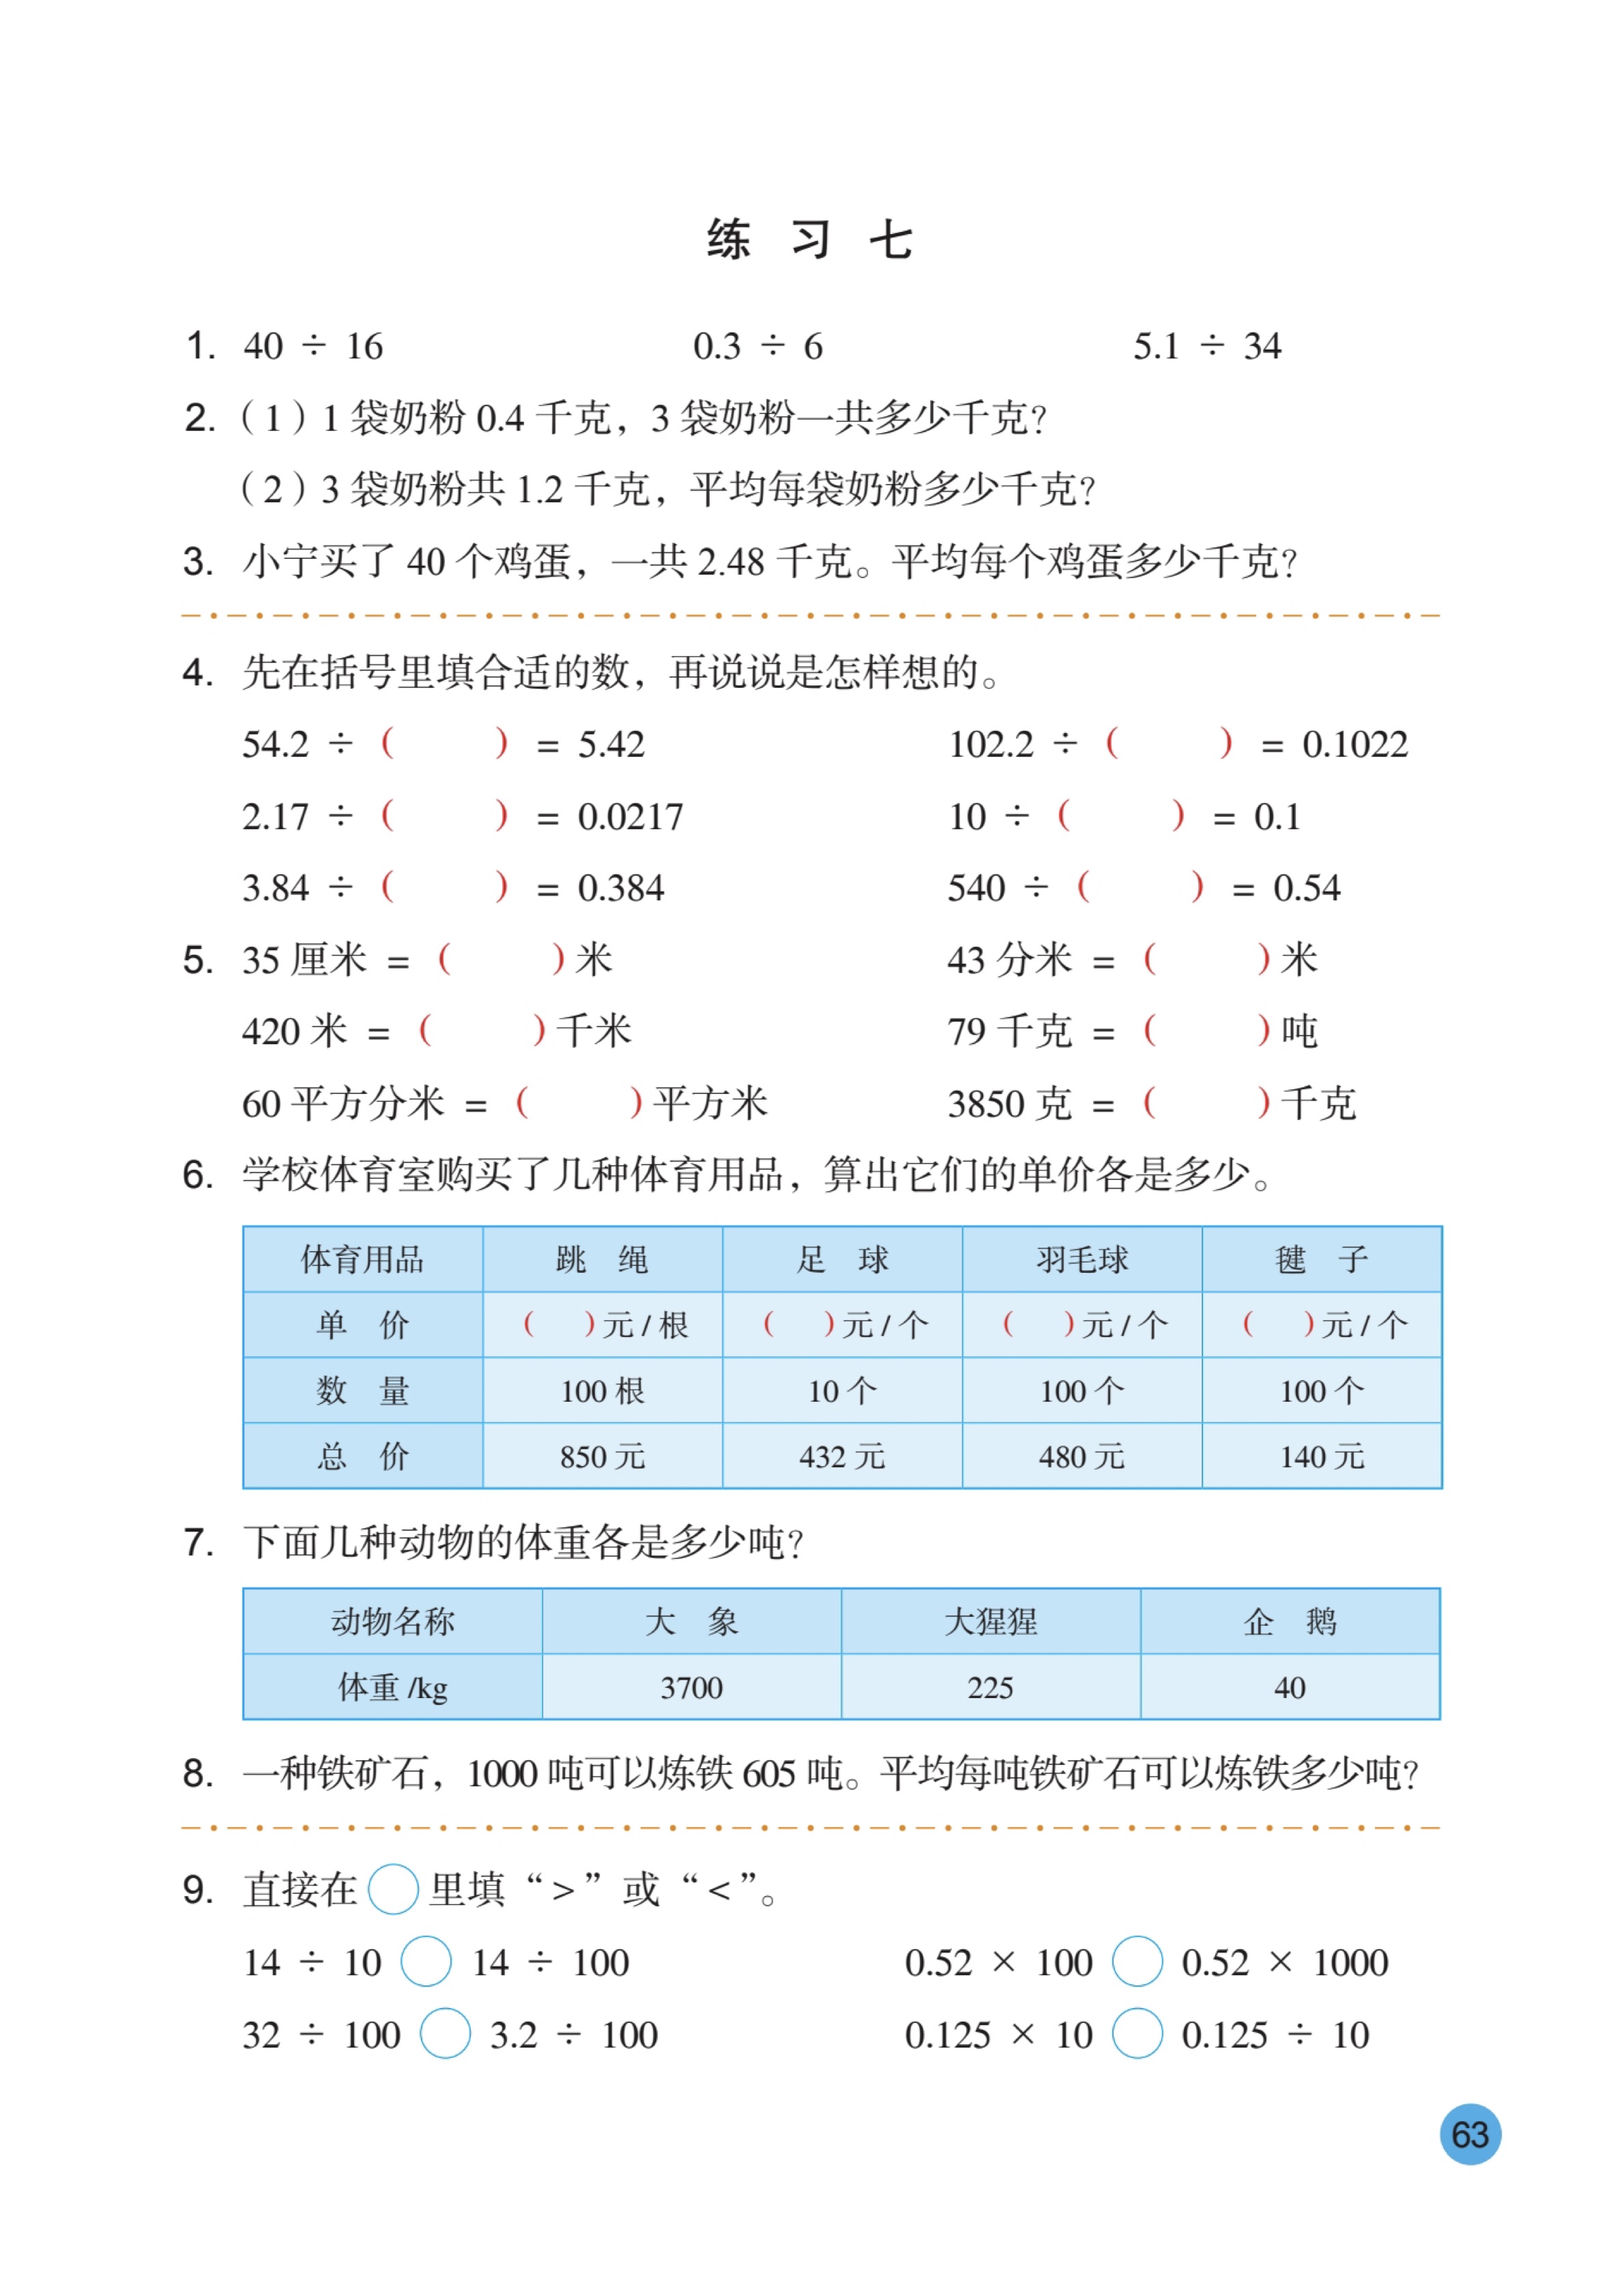 练 习 七
1. 40 ÷ 16 0.3 ÷ 6 5.1 ÷ 34
2.（1）1 袋奶粉 0.4 千克，3 袋奶粉一共多少千克？
（2）3 袋奶粉共 1.2 千克，平均每袋奶粉多少千克？
3. 小宁买了 40 个鸡蛋，一共 2.48 千克。平均每个鸡蛋多少千克？
4. 先在括号里填合适的数，再说说是怎样想的。
54.2 ÷（ ）= 5.42 102.2 ÷（ ）= 0.1022
2.17 ÷（ ）= 0.0217 10 ÷（ ）= 0.1
3.84 ÷（ ）= 0.384 540 ÷（ ）= 0.54
5. 35 厘米 =（ ）米 43 分米 =（ ）米
420 米 =（ ）千米 79 千克 =（ ）吨
60 平方分米 =（ ）平方米 3850 克 =（ ）千克
6. 学校体育室购买了几种体育用品，算出它们的单价各是多少。
体育用品 跳 绳 足 球 羽毛球 毽 子
单 价 （ ）元 / 根 （ ）元 / 个 （ ）元 / 个 （ ）元 / 个
数 量 100 根 10 个 100 个 100 个
总 价 850 元 432 元 480 元 140 元
7. 下面几种动物的体重各是多少吨？
动物名称 大 象 大猩猩 企 鹅
体重 /kg 3700 225 40
8. 一种铁矿石，1000 吨可以炼铁 605 吨。平均每吨铁矿石可以炼铁多少吨？
9. 直接在○里填“>”或“<”。
14 ÷ 10 ○ 14 ÷ 100 0.52 × 100 ○ 0.52 × 1000
32 ÷ 100 ○ 3.2 ÷ 100 0.125 × 10 ○ 0.125 ÷ 10
63